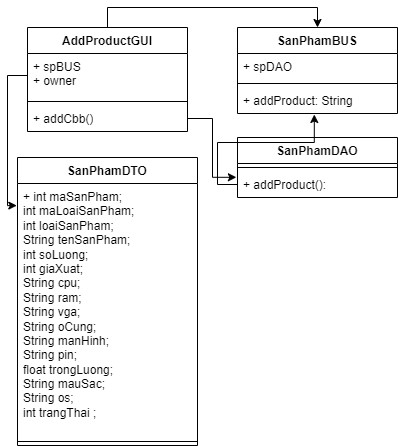 AddProductGUI
+ spBUS
+ owner
+ addCbb()
SanPhamBUS
+ spDAO
+ addProduct: String
SanPhamDAO
+ addProduct():
SanPhamDTO
+ int maSanPham;
int maLoaiSanPham;
int loaiSanPham;
String tenSanPham;
int soLuong;
int giaXuat;
String cpu;
String ram;
String vga;
String oCung;
String manHinh;
String pin;
float trongLuong;
String mauSac;
String os;
int trangThai ;